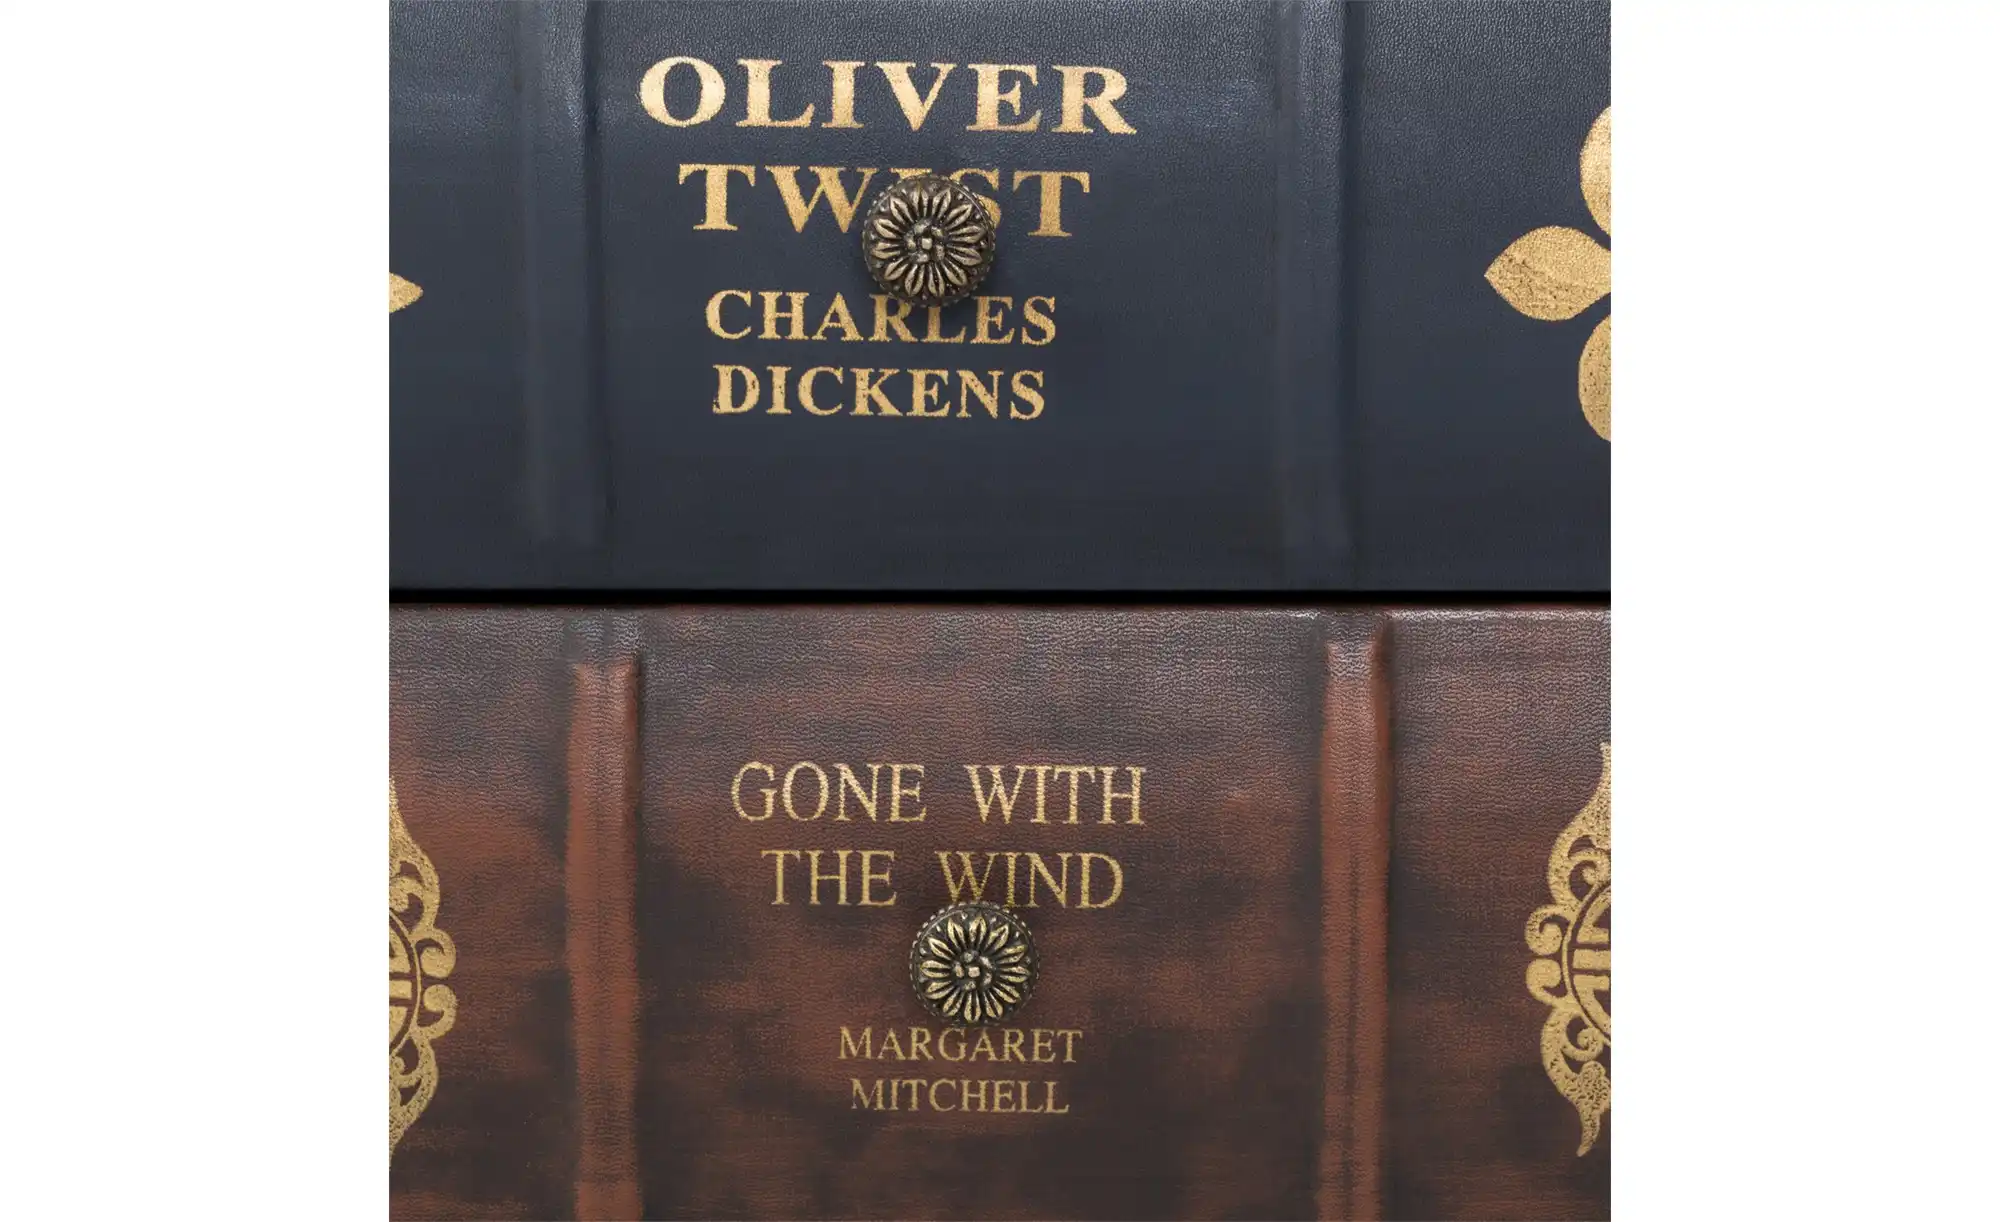 OLIVER
TWIST
CHARLES
DICKENS
GONE WITH
THE WIND
MARGARET
MITCHELL